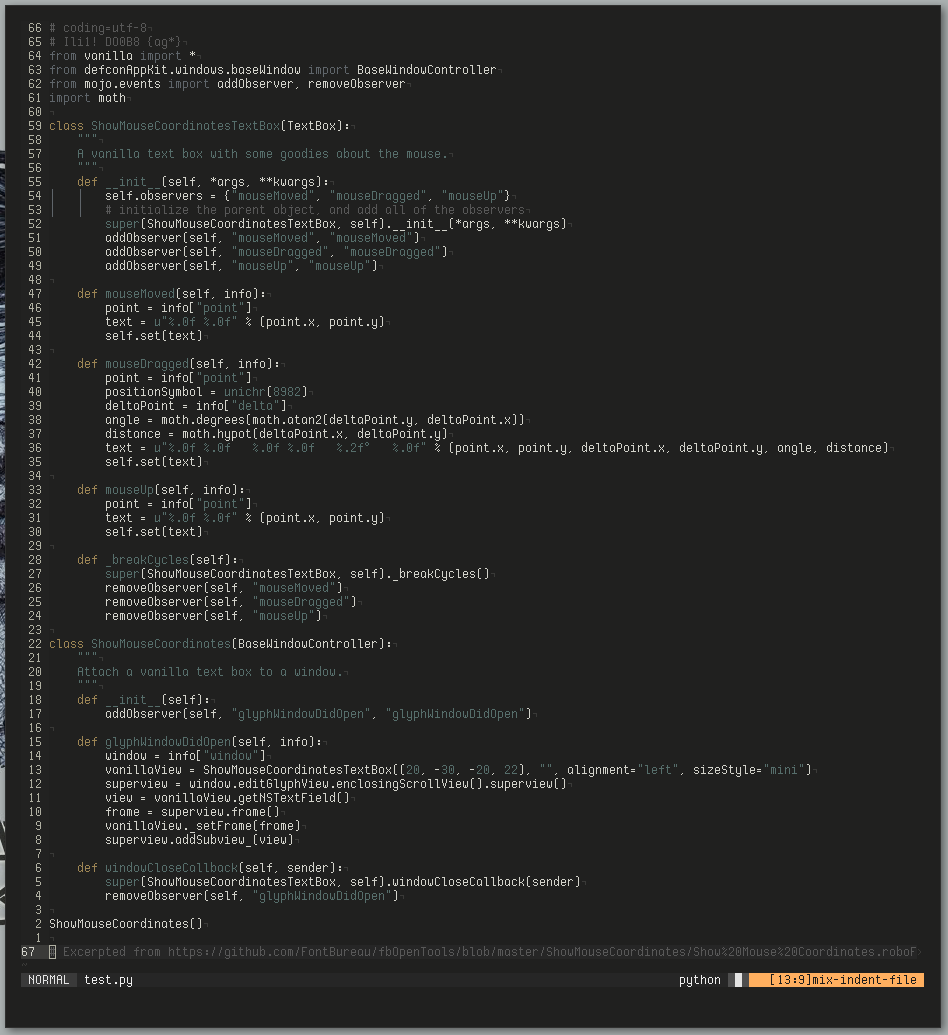 66 # coding=utf-8¬
65 # Ili1! DO0B8 {ag*}¬
64 from vanilla import *¬
63 from defconAppKit.windows.baseWindow import BaseWindowController¬
62 from mojo.events import addObserver, removeObserver¬
61 import math¬
60 ¬
59 class ShowMouseCoordinatesTextBox(TextBox):¬
58     """¬
57     A vanilla text box with some goodies about the mouse.¬
56     """¬
55     def __init__(self, *args, **kwargs):¬
54         self.observers = {"mouseMoved", "mouseDragged", "mouseUp"}¬
53         # initialize the parent object, and add all of the observers¬
52         super(ShowMouseCoordinatesTextBox, self).__init__(*args, **kwargs)¬
51         addObserver(self, "mouseMoved", "mouseMoved")¬
50         addObserver(self, "mouseDragged", "mouseDragged")¬
49         addObserver(self, "mouseUp", "mouseUp")¬
48 ¬
47     def mouseMoved(self, info):¬
46         point = info["point"]¬
45         text = u"%.0f %.0f" % (point.x, point.y)¬
44         self.set(text)¬
43 ¬
42     def mouseDragged(self, info):¬
41         point = info["point"]¬
40         positionSymbol = unichr(8982)¬
39         deltaPoint = info["delta"]¬
38         angle = math.degrees(math.atan2(deltaPoint.y, deltaPoint.x))¬
37         distance = math.hypot(deltaPoint.x, deltaPoint.y)¬
36         text = u"%.0f %.0f   %.0f %.0f   %.2f°   %.0f" % (point.x, point.y, deltaPoint.x, deltaPoint.y, angle, distance)¬
35         self.set(text)¬
34 ¬
33     def mouseUp(self, info):¬
32         point = info["point"]¬
31         text = u"%.0f %.0f" % (point.x, point.y)¬
30         self.set(text)¬
29 ¬
28     def _breakCycles(self):¬
27         super(ShowMouseCoordinatesTextBox, self)._breakCycles()¬
26         removeObserver(self, "mouseMoved")¬
25         removeObserver(self, "mouseDragged")¬
24         removeObserver(self, "mouseUp")¬
23 ¬
22 class ShowMouseCoordinates(BaseWindowController):¬
21     """¬
20     Attach a vanilla text box to a window.¬
19     """¬
18     def __init__(self):¬
17         addObserver(self, "glyphWindowDidOpen", "glyphWindowDidOpen")¬
16 ¬
15     def glyphWindowDidOpen(self, info):¬
14         window = info["window"]¬
13         vanillaView = ShowMouseCoordinatesTextBox((20, -30, -20, 22), "", alignment="left", sizeStyle="mini")¬
12         superview = window.editGlyphView.enclosingScrollView().superview()¬
11         view = vanillaView.getNSTextField()¬
10         frame = superview.frame()¬
9         vanillaView._setFrame(frame)¬
8         superview.addSubview_(view)¬
7 ¬
6     def windowCloseCallback(self, sender):¬
5         super(ShowMouseCoordinatesTextBox, self).windowCloseCallback(sender)¬
4         removeObserver(self, "glyphWindowDidOpen")¬
3 ¬
2 ShowMouseCoordinates()¬
1 ¬
67 # Excerpted from https://github.com/FontBureau/fbOpenTools/blob/master/ShowMouseCoordinates/Show%20Mouse%20Coordinates.roboF>
NORMAL test.py python [13:9]mix-indent-file